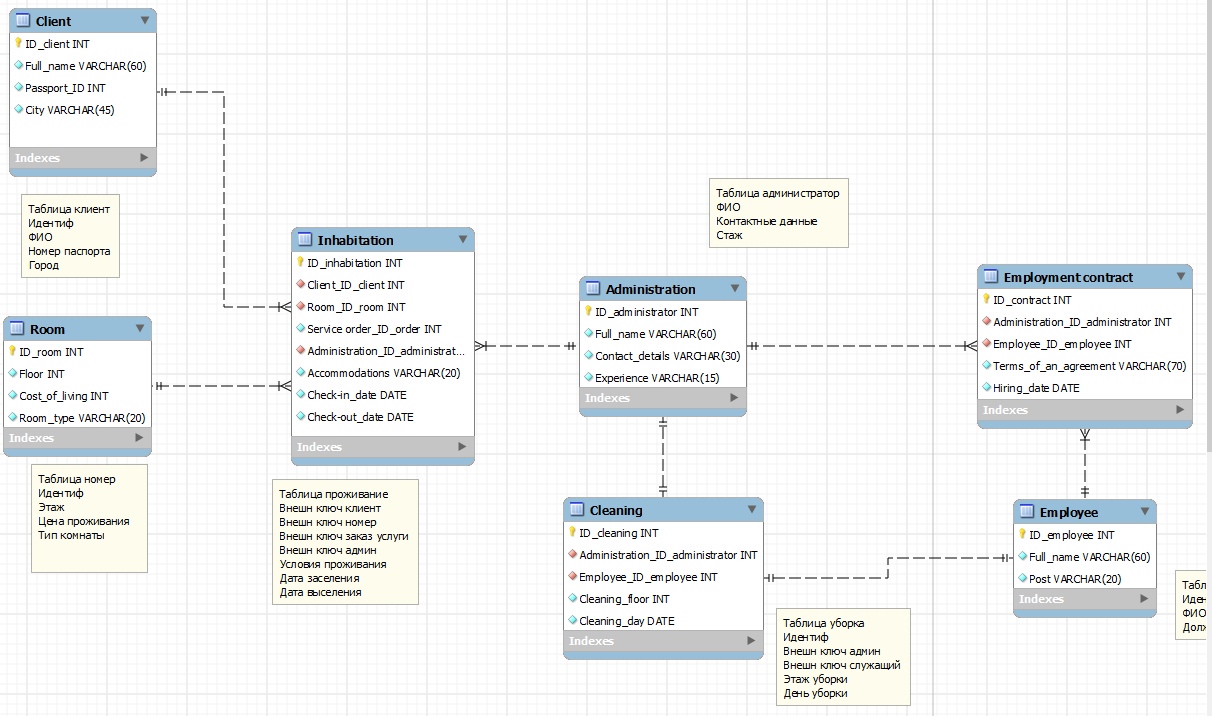 Client
ID_client INT
Full_name VARCHAR(60)
Passport_ID INT
City VARCHAR(45)
Indexes
Таблица клиент
Идентиф
ФИО
Номер паспорта
Город
Room
ID_room INT
Floor INT
Cost_of_living INT
Room_type VARCHAR(20)
Indexes
Таблица номер
Идентиф
Этаж
Цена проживания
Тип комнаты
Inhabitation
ID_inhabitation INT
Client_ID_client INT
Room_ID_room INT
Service order_ID_order INT
Administration_ID_administrat...
Accommodations VARCHAR(20)
Check-in_date DATE
Check-out_date DATE
Indexes
Таблица проживание
Внешн ключ клиент
Внешн ключ номер
Внешн ключ заказ услуги
Внешн ключ админ
Условия проживания
Дата заселения
Дата выселения
Таблица администратор
ФИО
Контактные данные
Стаж
Administration
ID_administrator INT
Full_name VARCHAR(60)
Contact_details VARCHAR(30)
Experience VARCHAR(15)
Indexes
Cleaning
ID_cleaning INT
Administration_ID_administrator INT
Employee_ID_employee INT
Cleaning_floor INT
Cleaning_day DATE
Indexes
Таблица уборка
Идентиф
Внешн ключ админ
Внешн ключ служащий
Этаж уборки
День уборки
Employment contract
ID_contract INT
Administration_ID_administrator INT
Employee_ID_employee INT
Terms_of_an_agreement VARCHAR(70)
Hiring_date DATE
Indexes
Employee
ID_employee INT
Full_name VARCHAR(60)
Post VARCHAR(20)
Indexes
ФИО